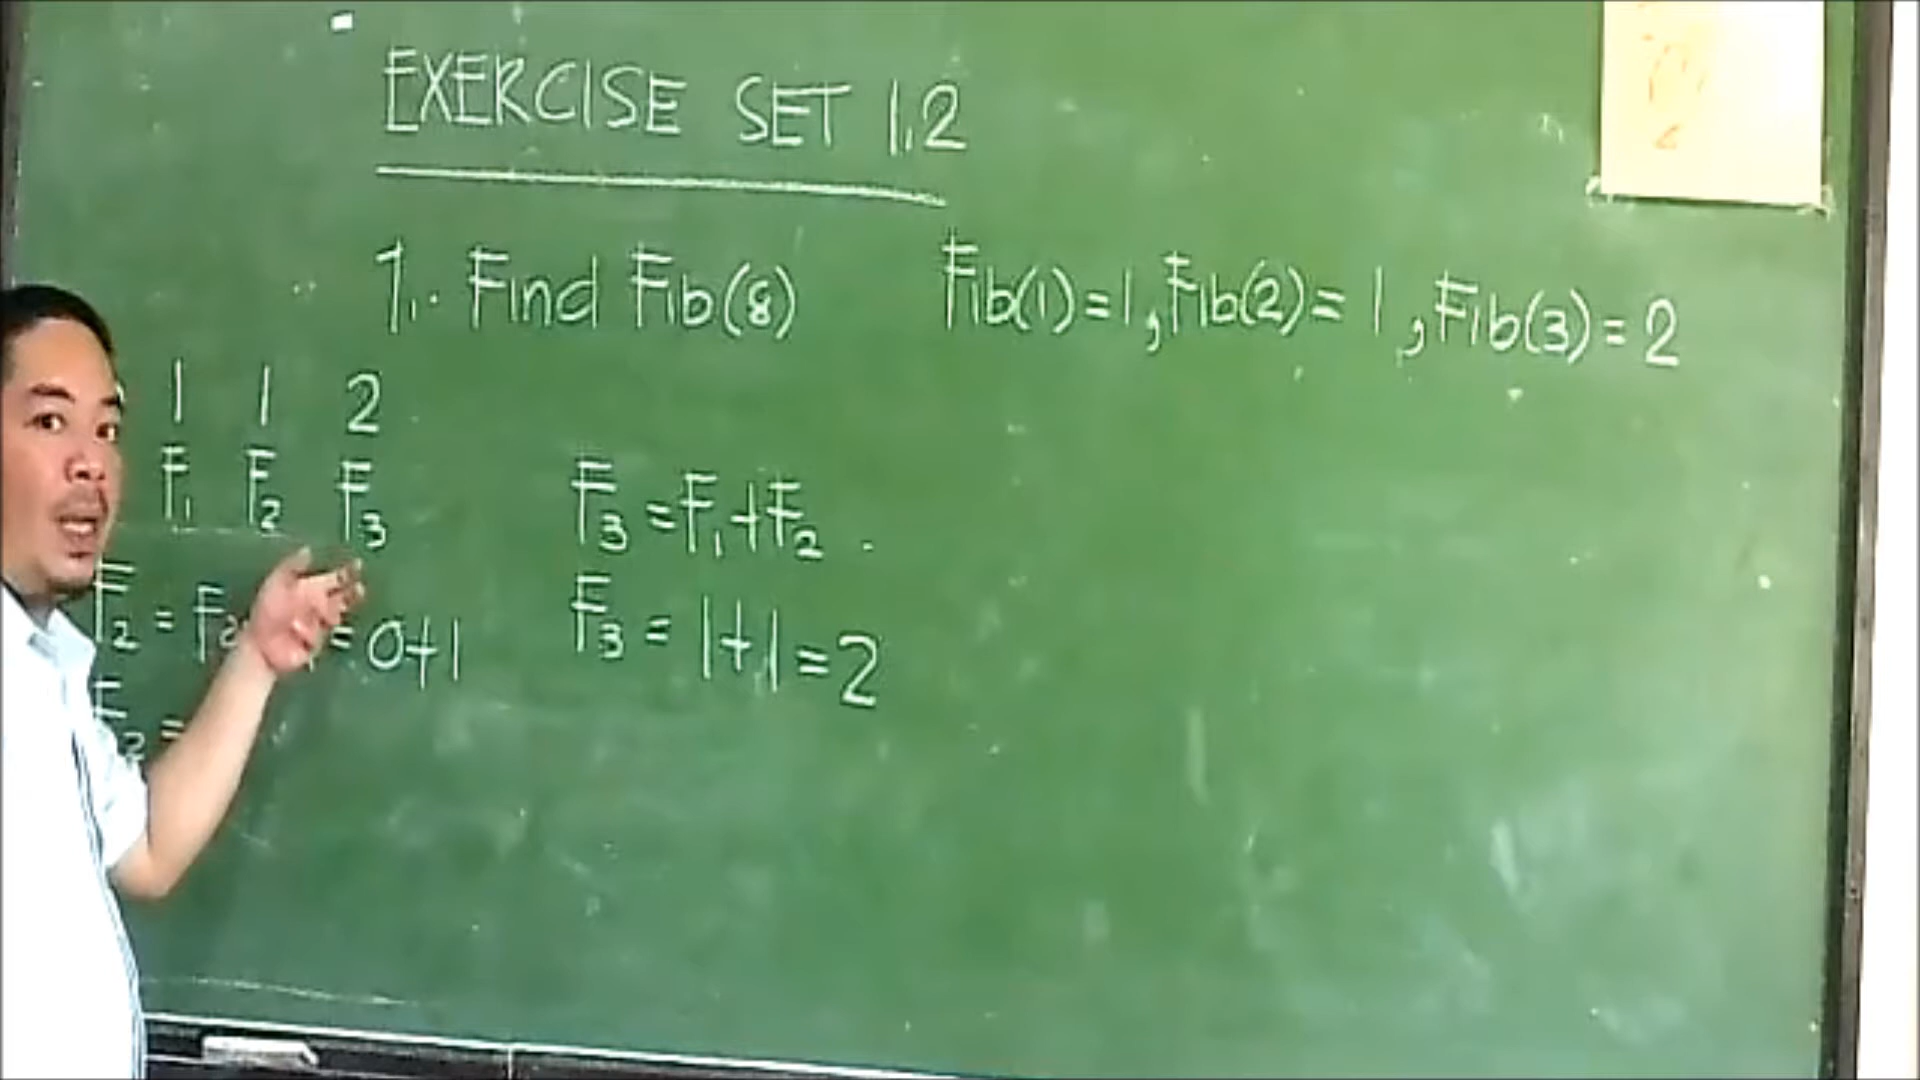 EXERCISE SET 1.2
1. Find Fib(8) Fib(1)=1, Fib(2)=1, Fib(3)=2
1 1 2
F₁ F₂ F₃
F₃ = F₁+F₂
F₂ = F₂ = 0+1
F₃ = 1+1 = 2
F₂ =